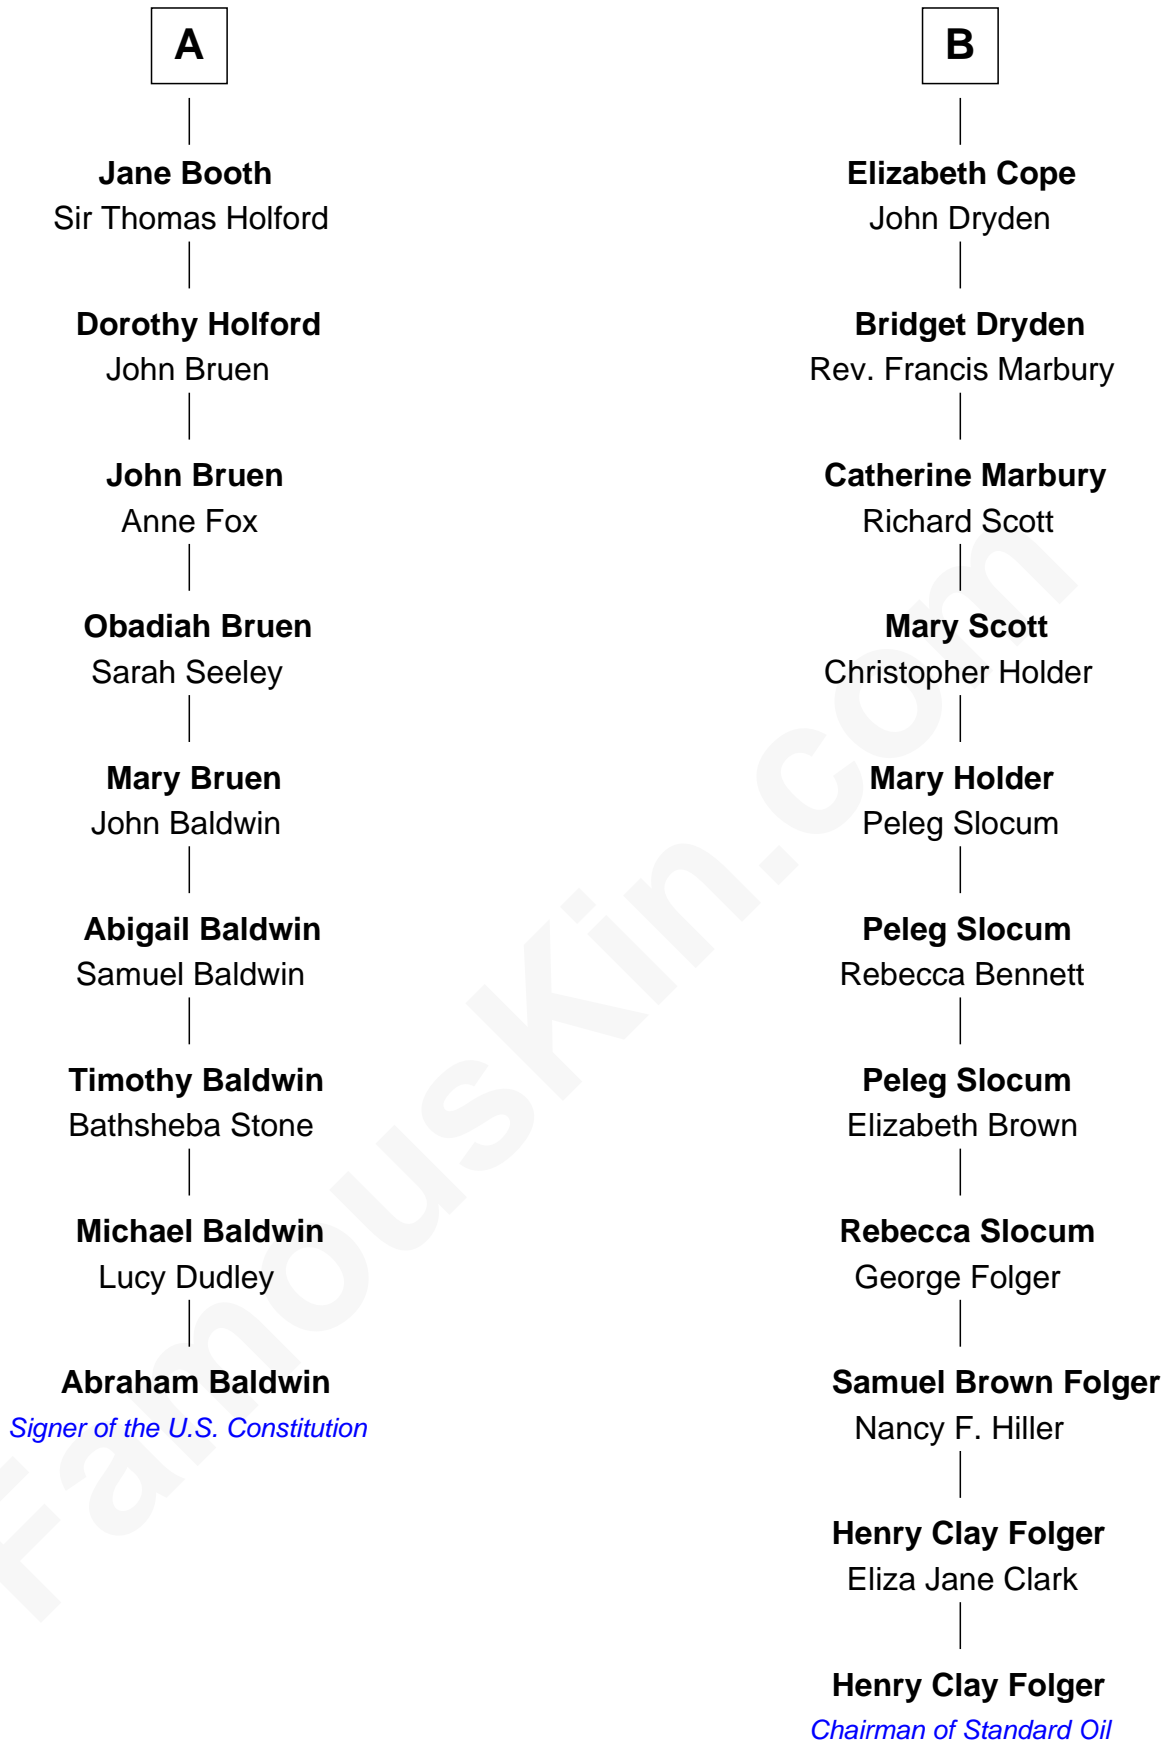 A
Jane Booth
Sir Thomas Holford
Dorothy Holford
John Bruen
John Bruen
Anne Fox
Obadiah Bruen
Sarah Seeley
Mary Bruen
John Baldwin
Abigail Baldwin
Samuel Baldwin
Timothy Baldwin
Bathsheba Stone
Michael Baldwin
Lucy Dudley
Abraham Baldwin
Signer of the U.S. Constitution
B
Elizabeth Cope
John Dryden
Bridget Dryden
Rev. Francis Marbury
Catherine Marbury
Richard Scott
Mary Scott
Christopher Holder
Mary Holder
Peleg Slocum
Peleg Slocum
Rebecca Bennett
Peleg Slocum
Elizabeth Brown
Rebecca Slocum
George Folger
Samuel Brown Folger
Nancy F. Hiller
Henry Clay Folger
Eliza Jane Clark
Henry Clay Folger
Chairman of Standard Oil
FamousKin.com